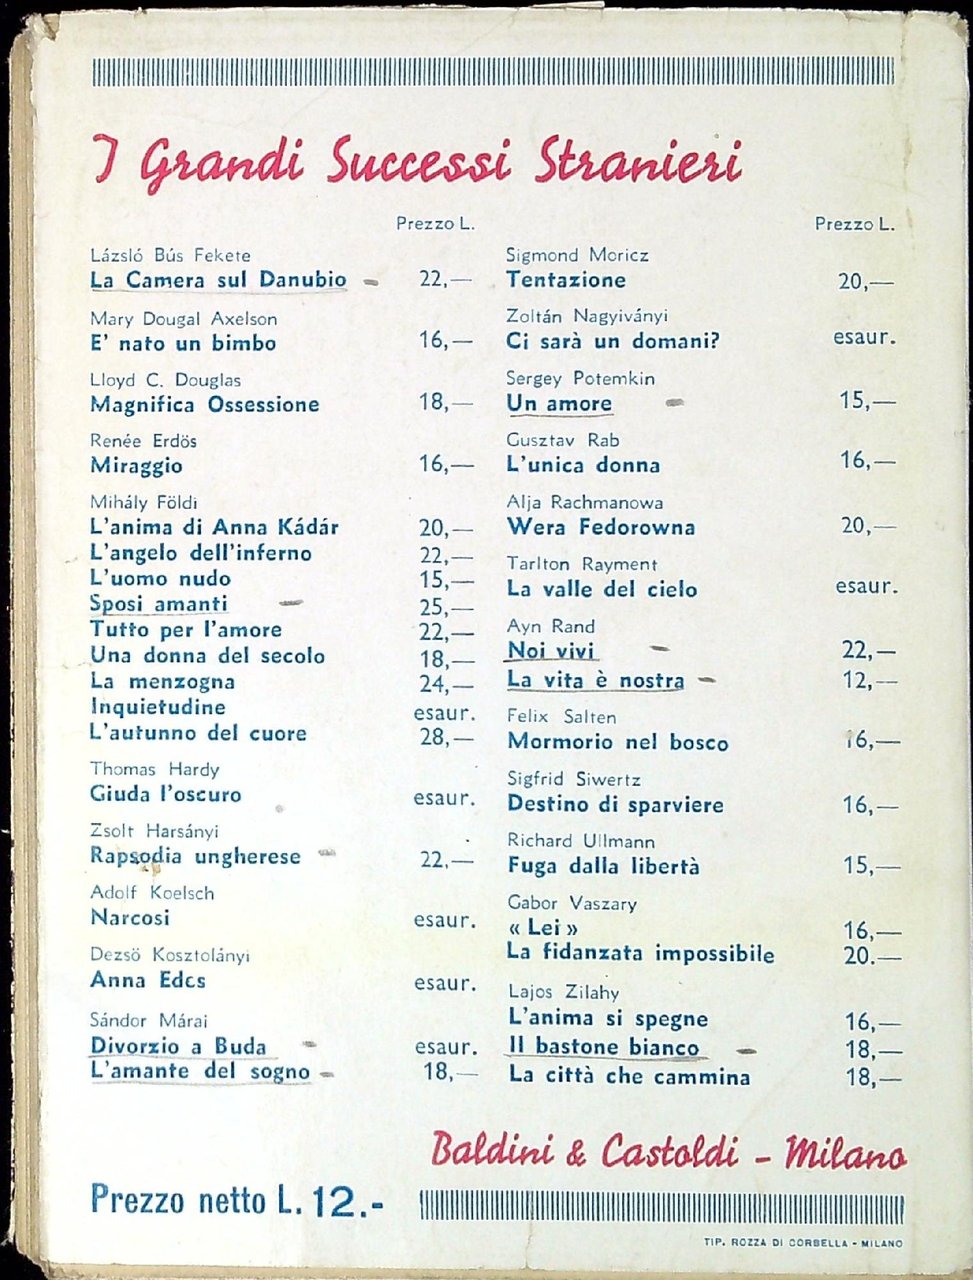 I Grandi Successi Stranieri
Prezzo L.
Lázsló Bús Fekete
La Camera sul Danubio 22,—
Mary Dougal Axelson
E' nato un bimbo 16,—
Lloyd C. Douglas
Magnifica Ossessione 18,—
Renée Erdös
Miraggio 16,—
Mihály Földi
L'anima di Anna Kádár 20,—
L'angelo dell'inferno 22,—
L'uomo nudo 15,—
Sposi amanti 25,—
Tutto per l'amore 22,—
Una donna del secolo 18,—
La menzogna 24,—
Inquietudine esaur.
L'autunno del cuore 28,—
Thomas Hardy
Giuda l'oscuro esaur.
Zsolt Harsányi
Rapsodia ungherese 22,—
Adolf Koelsch
Narcosi esaur.
Dezsö Kosztolányi
Anna Edes esaur.
Sándor Márai
Divorzio a Buda esaur.
L'amante del sogno 18,—
Prezzo L.
Sigmond Moricz
Tentazione 20,—
Zoltán Nagyiványi
Ci sarà un domani? esaur.
Sergey Potemkin
Un amore 15,—
Gusztav Rab
L'unica donna 16,—
Alja Rachmanowa
Wera Fedorowna 20,—
Tarlton Rayment
La valle del cielo esaur.
Ayn Rand
Noi vivi 22,—
La vita è nostra 12,—
Felix Salten
Mormorio nel bosco 16,—
Sigfrid Siwertz
Destino di sparviere 16,—
Richard Ullmann
Fuga dalla libertà 15,—
Gabor Vaszary
« Lei » 16,—
La fidanzata impossibile 20.—
Lajos Zilahy
L'anima si spegne 16,—
Il bastone bianco 18,—
La città che cammina 18,—
Baldini & Castoldi - Milano
Prezzo netto L. 12.-
TIP. ROZZA DI CORBELLA - MILANO